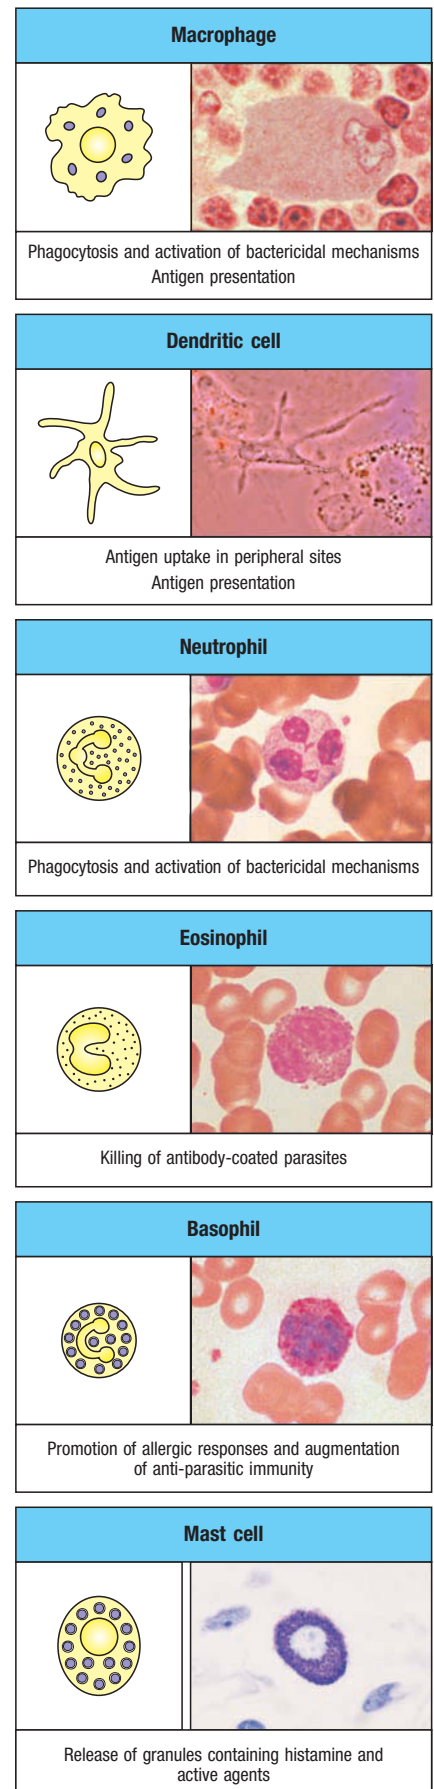 Macrophage
Phagocytosis and activation of bactericidal mechanisms
Antigen presentation
Dendritic cell
Antigen uptake in peripheral sites
Antigen presentation
Neutrophil
Phagocytosis and activation of bactericidal mechanisms
Eosinophil
Killing of antibody-coated parasites
Basophil
Promotion of allergic responses and augmentation
of anti-parasitic immunity
Mast cell
Release of granules containing histamine and
active agents